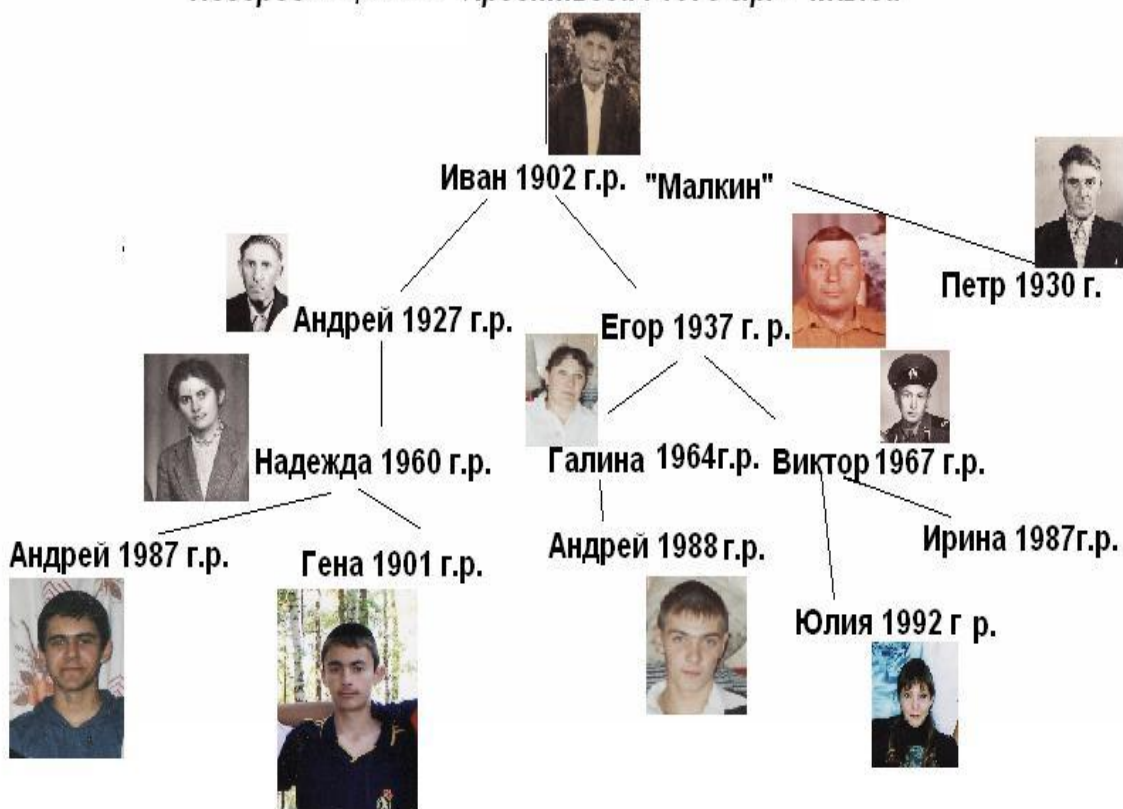 Иван 1902 г.р. "Малкин"
Петр 1930 г.
Андрей 1927 г.р.
Егор 1937 г. р.
Надежда 1960 г.р.
Галина 1964г.р.
Виктор 1967 г.р.
Андрей 1987 г.р.
Гена 1901 г.р.
Андрей 1988 г.р.
Ирина 1987г.р.
Юлия 1992 г р.